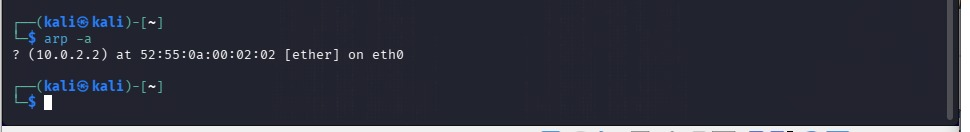 ┌──(kali㉿kali)-[~]
└─$ arp -a
? (10.0.2.2) at 52:55:0a:00:02:02 [ether] on eth0
┌──(kali㉿kali)-[~]
└─$